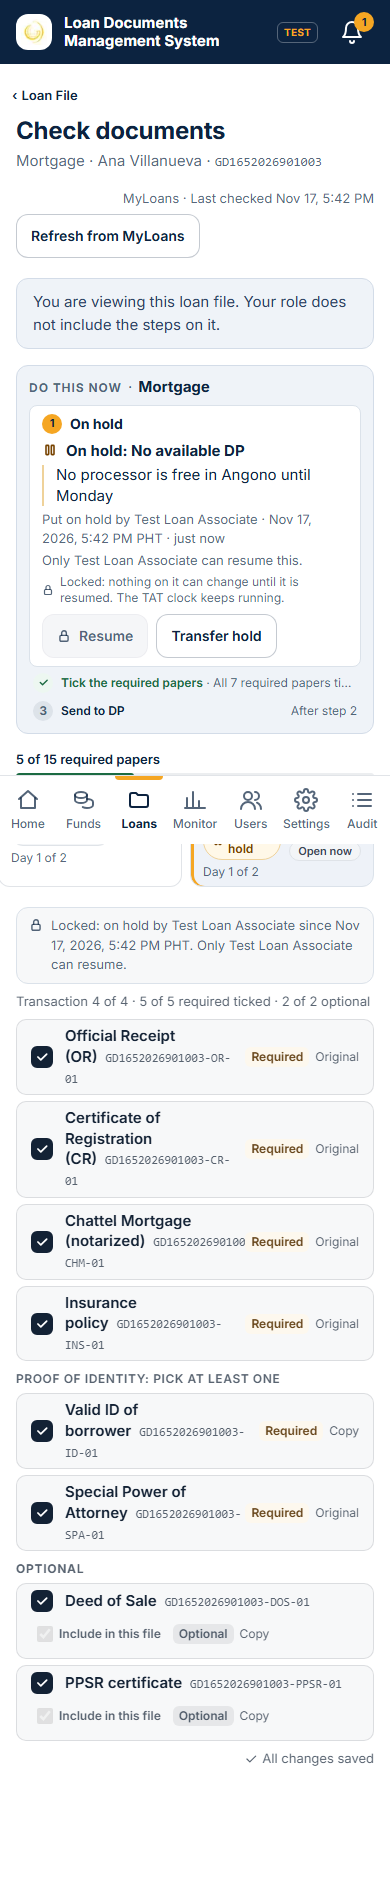 Loan Documents
Management System
TEST
1
‹ Loan File
Check documents
Mortgage · Ana Villanueva · GD1652026901003
MyLoans · Last checked Nov 17, 5:42 PM
Refresh from MyLoans
You are viewing this loan file. Your role does
not include the steps on it.
DO THIS NOW · Mortgage
1 On hold
On hold: No available DP
No processor is free in Angono until
Monday
Put on hold by Test Loan Associate · Nov 17,
2026, 5:42 PM PHT · just now
Only Test Loan Associate can resume this.
Locked: nothing on it can change until it is
resumed. The TAT clock keeps running.
Resume
Transfer hold
Tick the required papers · All 7 required papers ti...
3 Send to DP After step 2
5 of 15 required papers
Home Funds Loans Monitor Users Settings Audit
hold
Open now
Day 1 of 2
Day 1 of 2
Locked: on hold by Test Loan Associate since Nov
17, 2026, 5:42 PM PHT. Only Test Loan Associate
can resume.
Transaction 4 of 4 · 5 of 5 required ticked · 2 of 2 optional
Official Receipt
(OR) GD1652026901003-OR- Required Original
01
Certificate of
Registration Required Original
(CR) GD1652026901003-CR-
01
Chattel Mortgage
(notarized) GD165202690100 Required Original
CHM-01
Insurance
policy GD1652026901003- Required Original
INS-01
PROOF OF IDENTITY: PICK AT LEAST ONE
Valid ID of
borrower GD1652026901003- Required Copy
ID-01
Special Power of
Attorney GD1652026901003- Required Original
SPA-01
OPTIONAL
Deed of Sale GD1652026901003-DOS-01
Include in this file Optional Copy
PPSR certificate GD1652026901003-PPSR-01
Include in this file Optional Copy
All changes saved